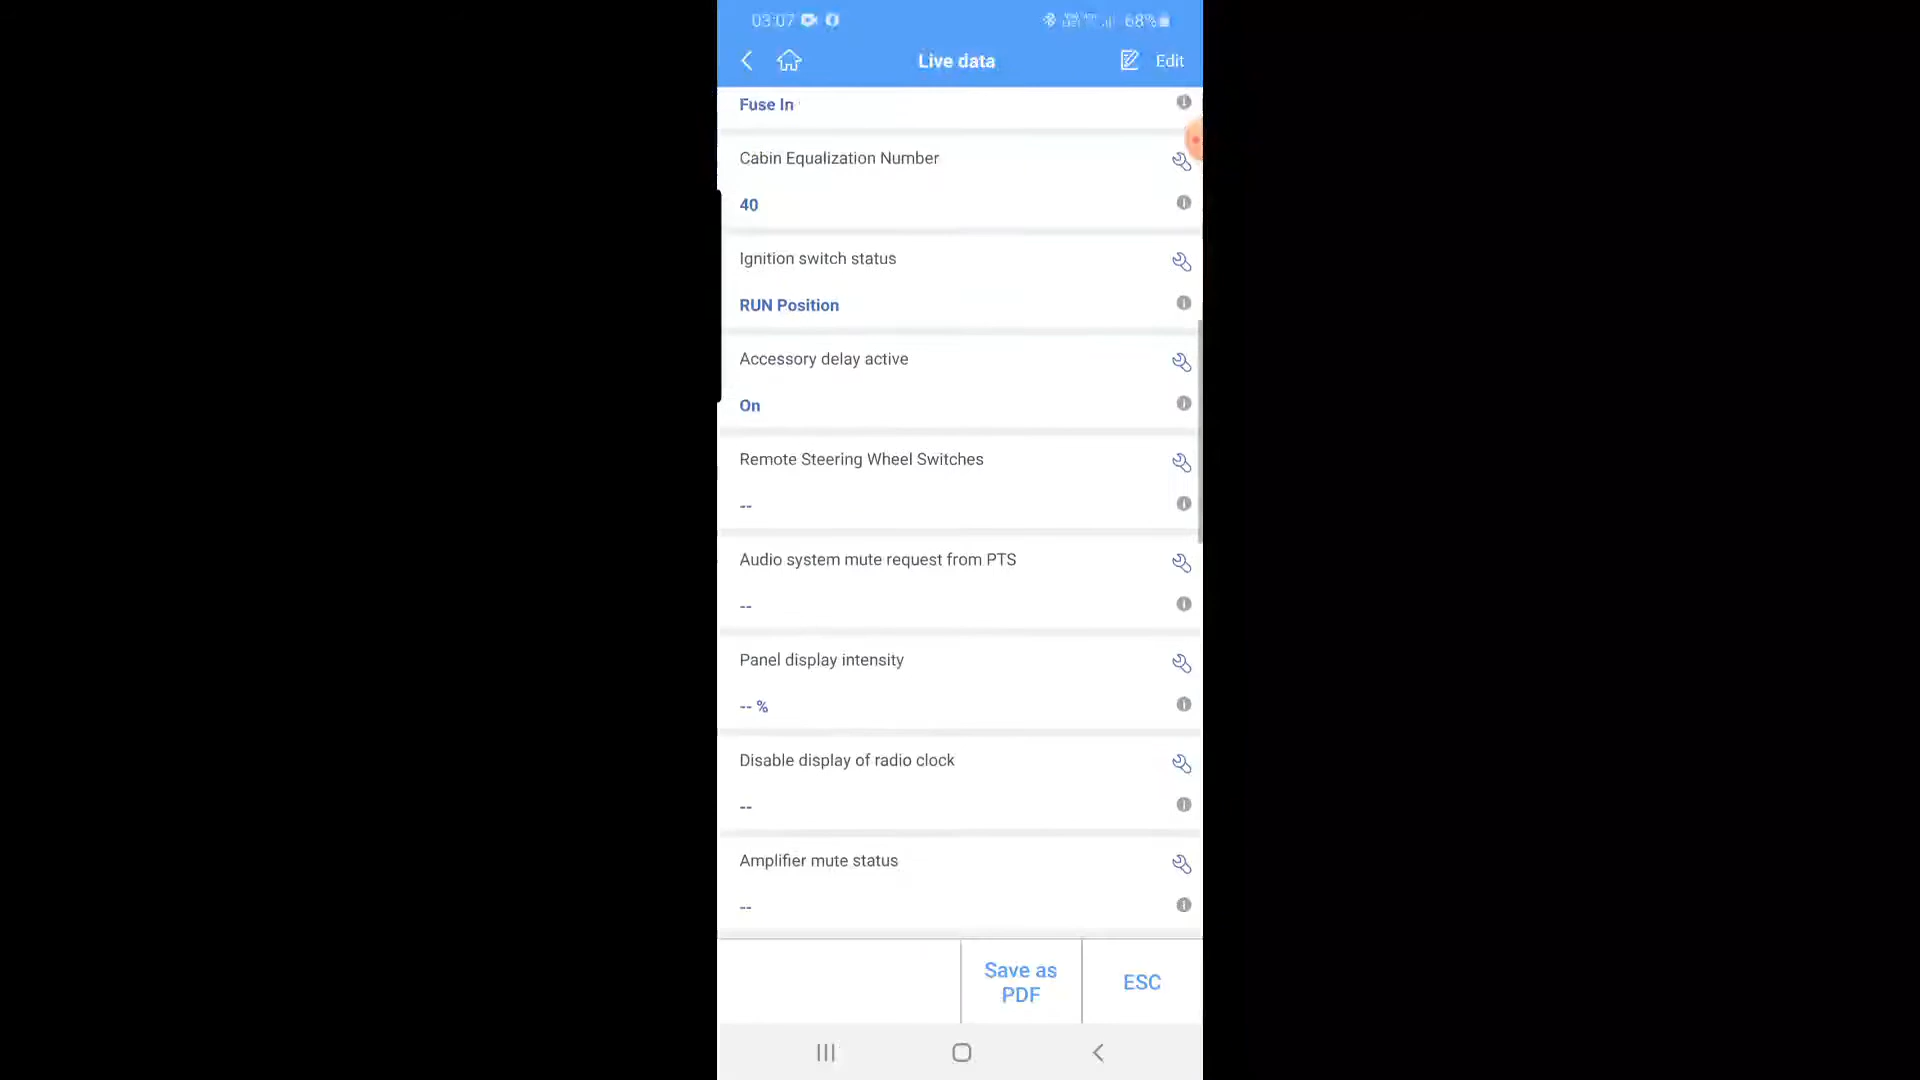 03:07 68%
Live data Edit
Fuse In
Cabin Equalization Number
40
Ignition switch status
RUN Position
Accessory delay active
On
Remote Steering Wheel Switches
--
Audio system mute request from PTS
--
Panel display intensity
-- %
Disable display of radio clock
--
Amplifier mute status
--
Save as
PDF
ESC